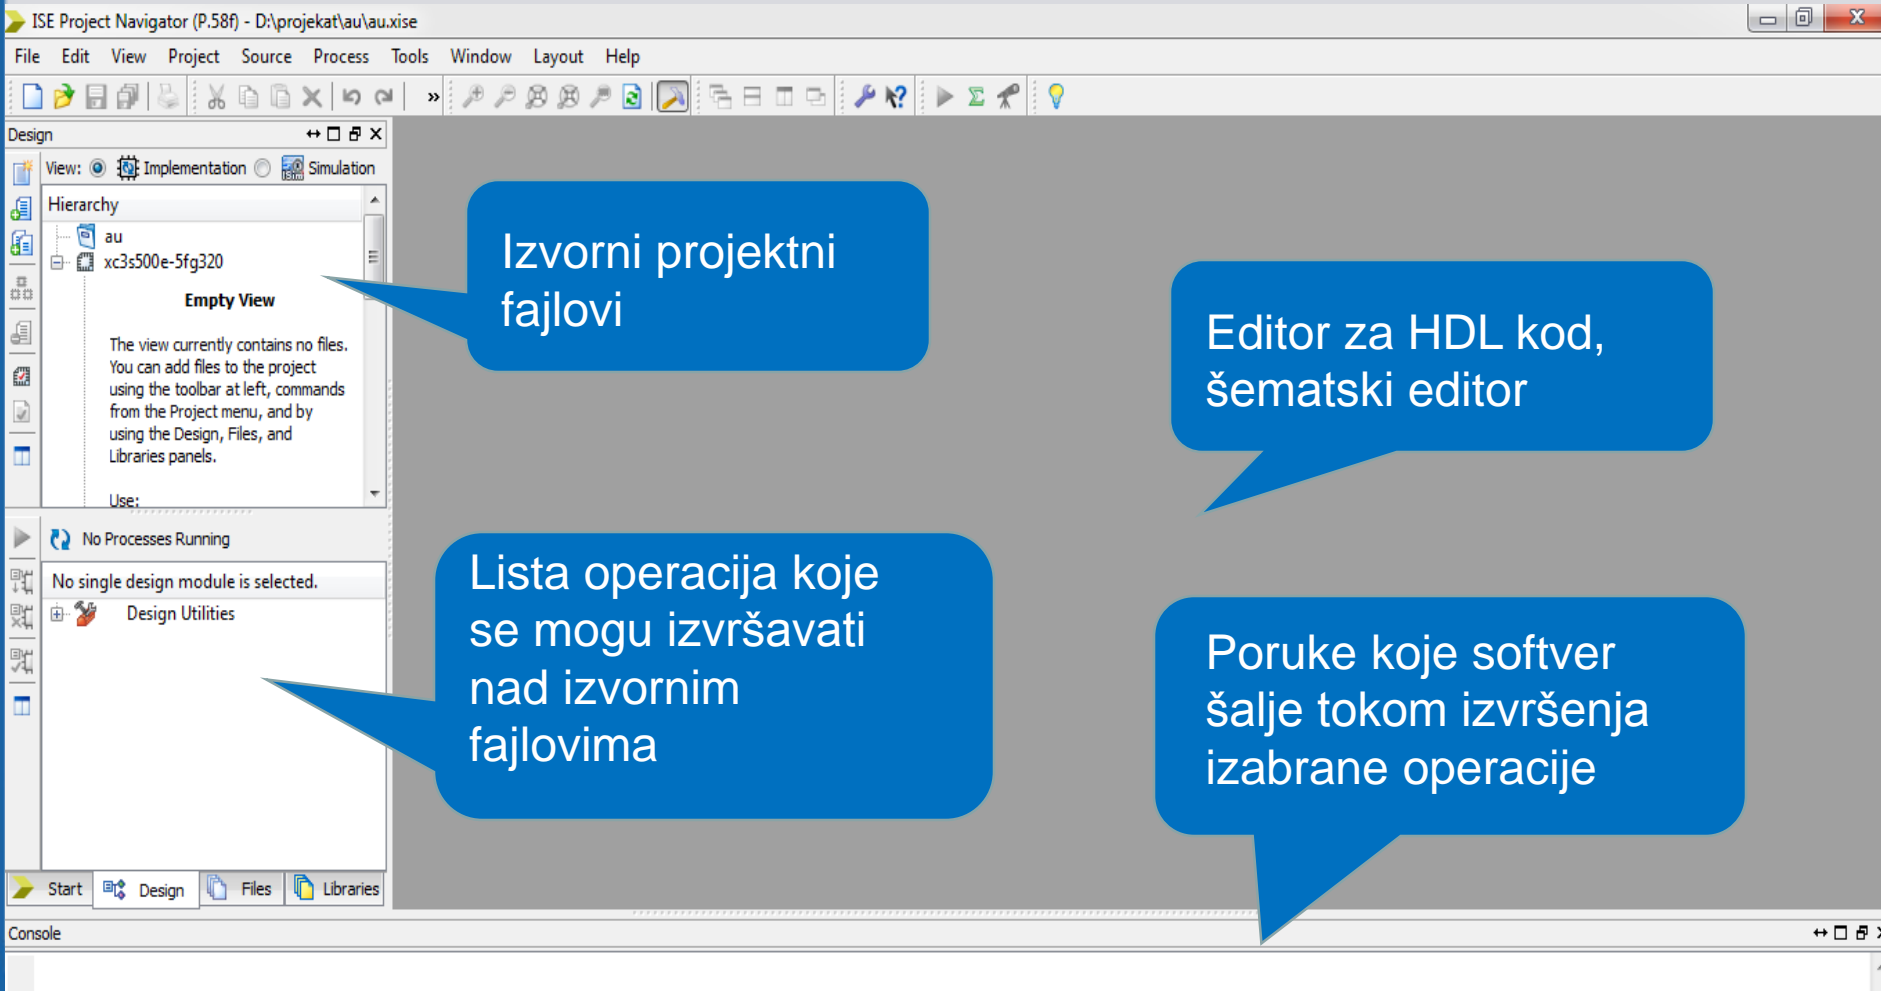 ISE Project Navigator (P.58f) - D:\projekat\au\au.xise
File Edit View Project Source Process Tools Window Layout Help
»
Design
View: Implementation Simulation
Hierarchy
au
xc3s500e-5fg320
Empty View
The view currently contains no files.
You can add files to the project
using the toolbar at left, commands
from the Project menu, and by
using the Design, Files, and
Libraries panels.
Use:
No Processes Running
No single design module is selected.
Design Utilities
Start Design Files Libraries
Console
Izvorni projektni
fajlovi
Editor za HDL kod,
šematski editor
Lista operacija koje
se mogu izvršavati
nad izvornim
fajlovima
Poruke koje softver
šalje tokom izvršenja
izabrane operacije